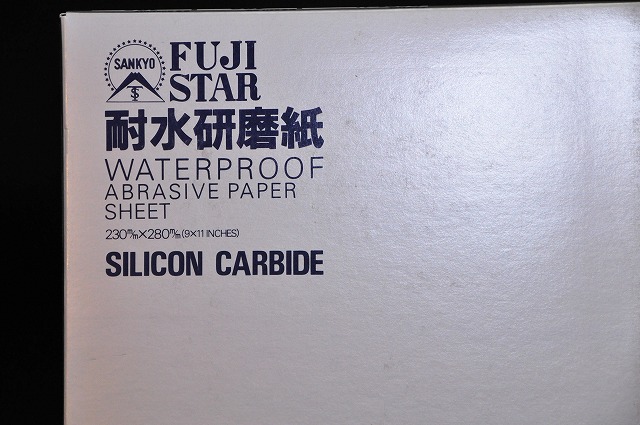 SANKYO
FUJI
STAR
耐水研磨紙
WATERPROOF
ABRASIVE PAPER
SHEET
230m/m×280m/m(9×11 INCHES)
SILICON CARBIDE